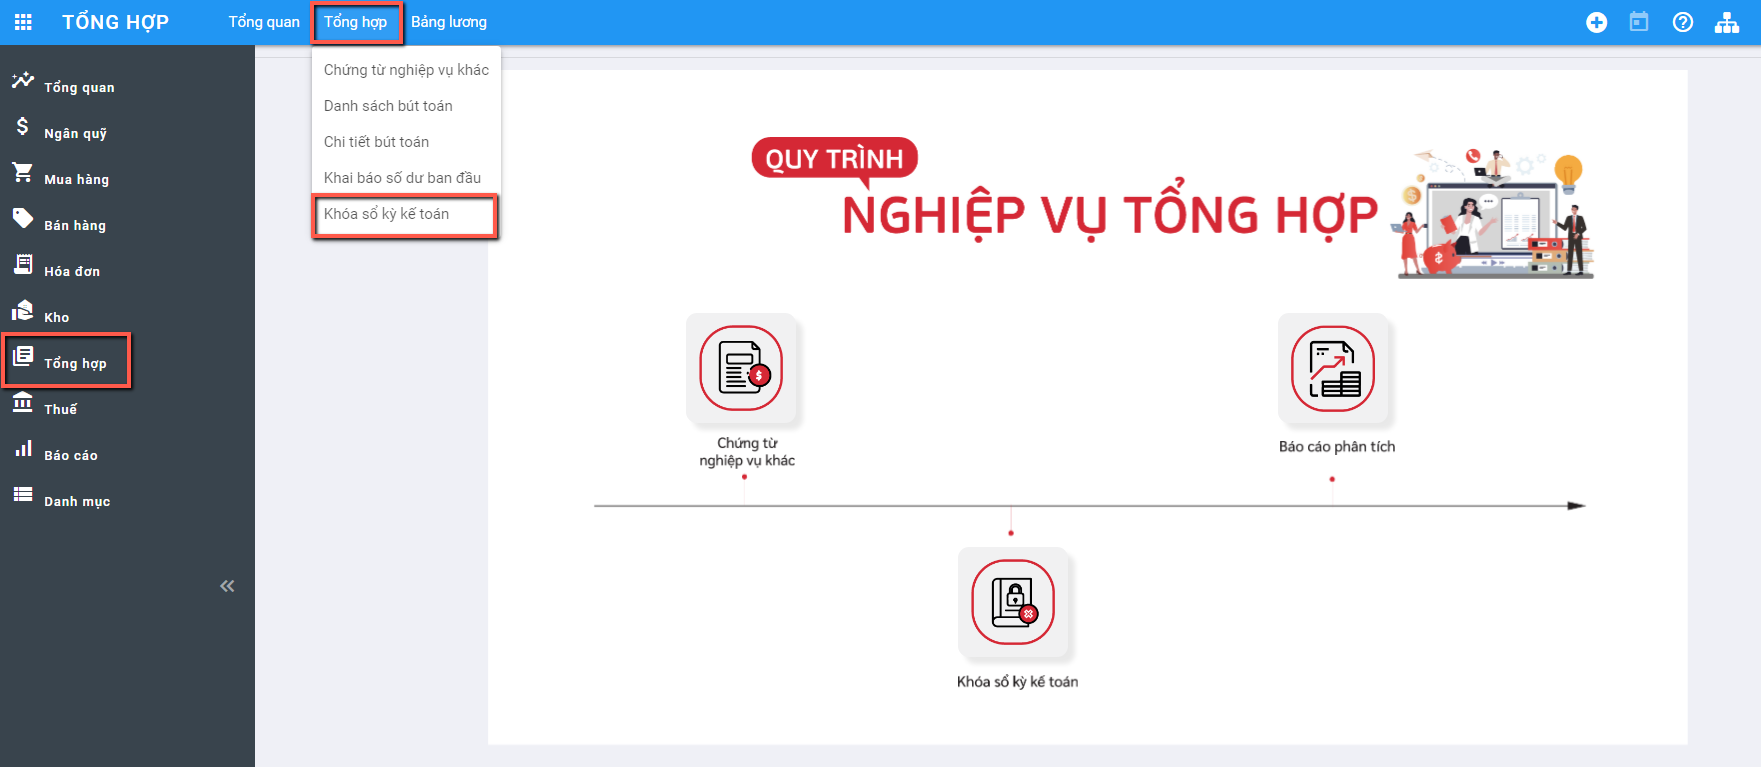 TỔNG HỢP
Tổng quan
Tổng hợp
Bảng lương
Tổng quan
Ngân quỹ
Mua hàng
Bán hàng
Hóa đơn
Kho
Tổng hợp
Thuế
Báo cáo
Danh mục
Chứng từ nghiệp vụ khác
Danh sách bút toán
Chi tiết bút toán
Khai báo số dư ban đầu
Khóa sổ kỳ kế toán
QUY TRÌNH
NGHIỆP VỤ TỔNG HỢP
Chứng từ
nghiệp vụ khác
Báo cáo phân tích
Khóa sổ kỳ kế toán